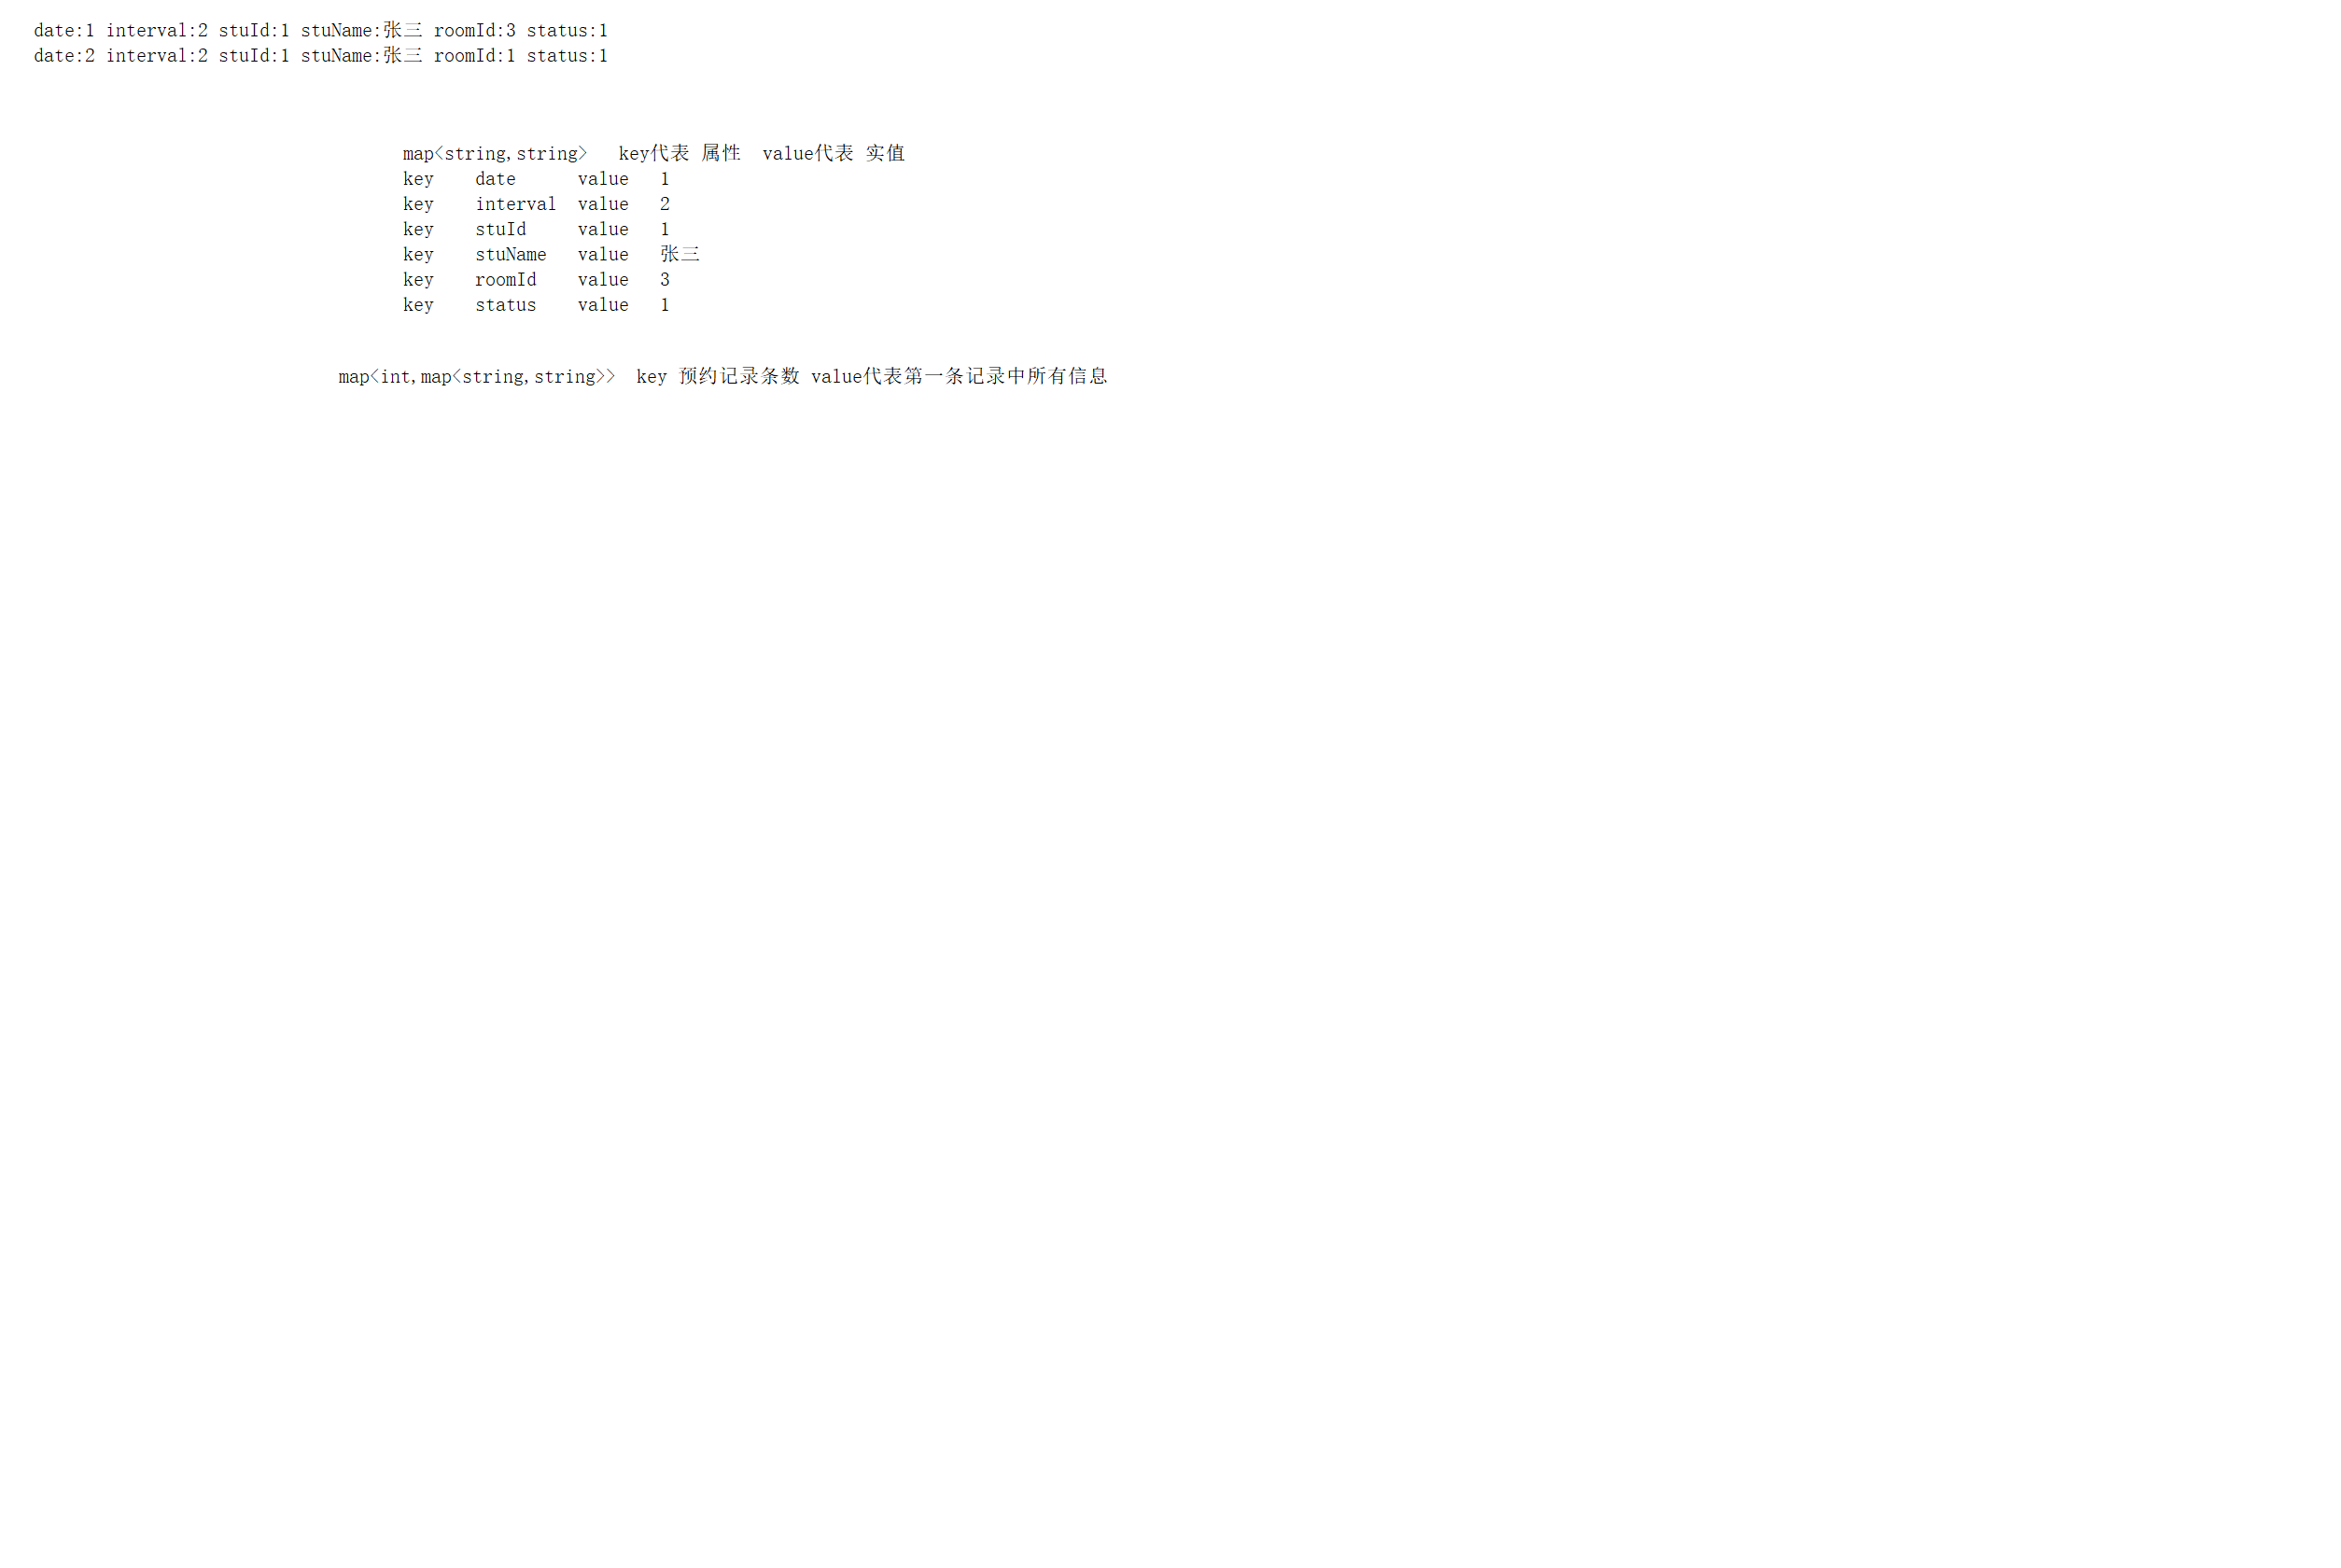 date:1 interval:2 stuId:1 stuName:张三 roomId:3 status:1
date:2 interval:2 stuId:1 stuName:张三 roomId:1 status:1
map<string,string>   key代表 属性  value代表 实值
key    date      value   1
key    interval  value   2
key    stuId     value   1
key    stuName   value   张三
key    roomId    value   3
key    status    value   1
map<int,map<string,string>>  key 预约记录条数 value代表第一条记录中所有信息